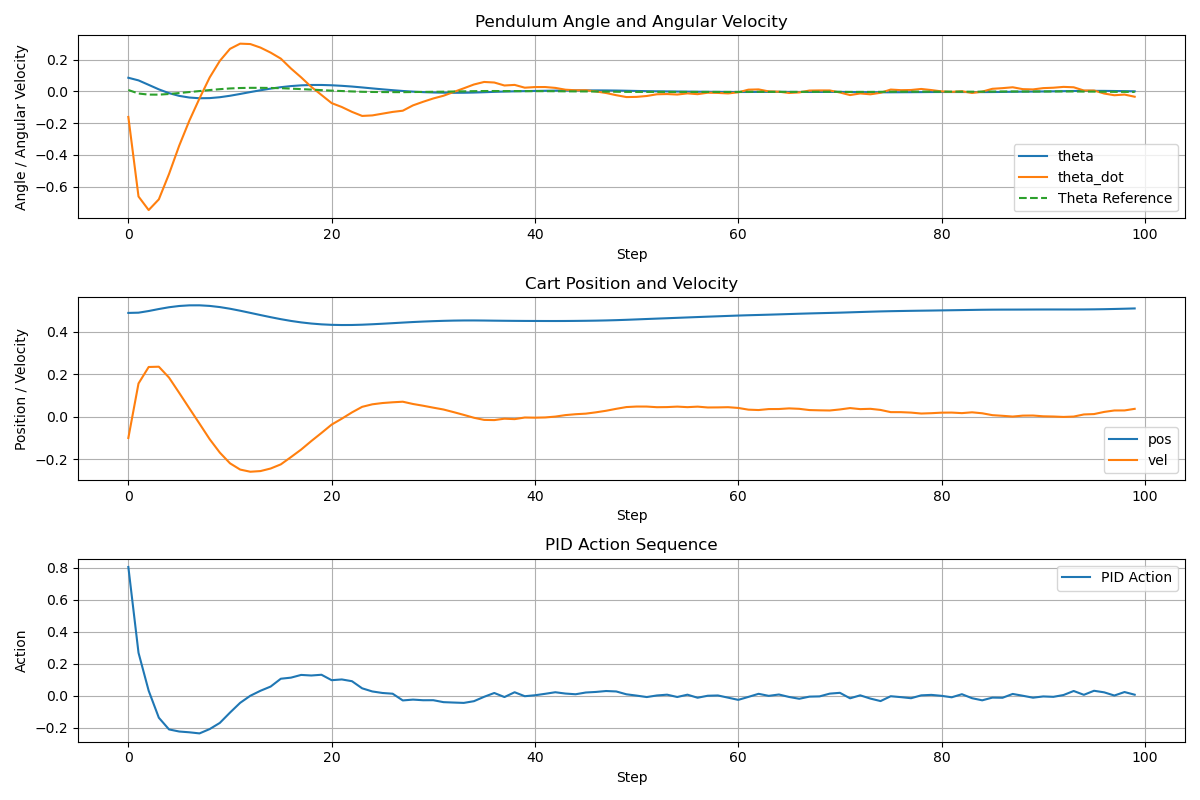 Pendulum Angle and Angular Velocity
Angle / Angular Velocity
0.2
0.0
−0.2
−0.4
−0.6
theta
theta_dot
Theta Reference
0 20 40 60 80 100
Step
Cart Position and Velocity
Position / Velocity
0.4
0.2
0.0
−0.2
pos
vel
0 20 40 60 80 100
Step
PID Action Sequence
Action
0.8
0.6
0.4
0.2
0.0
−0.2
PID Action
0 20 40 60 80 100
Step